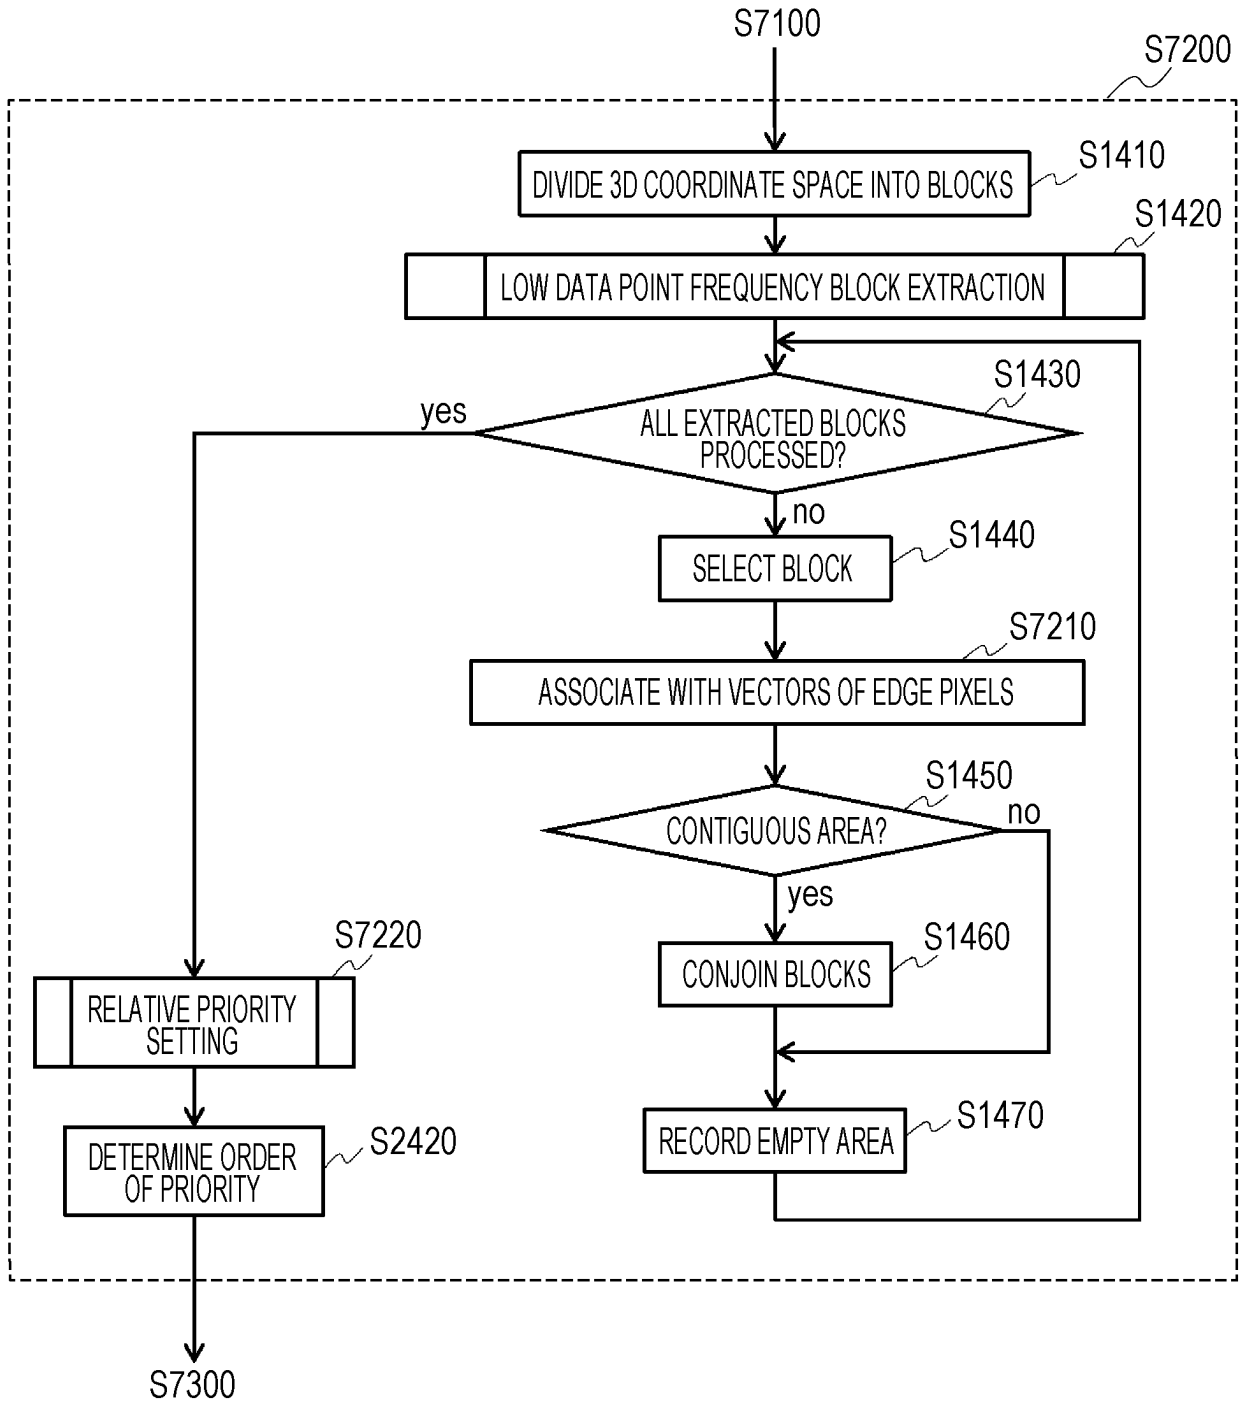 S7100
S7200
DIVIDE 3D COORDINATE SPACE INTO BLOCKS
S1410
S1420
LOW DATA POINT FREQUENCY BLOCK EXTRACTION
S1430
yes
ALL EXTRACTED BLOCKS
PROCESSED?
no
S1440
SELECT BLOCK
S7210
ASSOCIATE WITH VECTORS OF EDGE PIXELS
S1450
CONTIGUOUS AREA?
no
yes
S1460
CONJOIN BLOCKS
S7220
RELATIVE PRIORITY
SETTING
S1470
RECORD EMPTY AREA
S2420
DETERMINE ORDER
OF PRIORITY
S7300